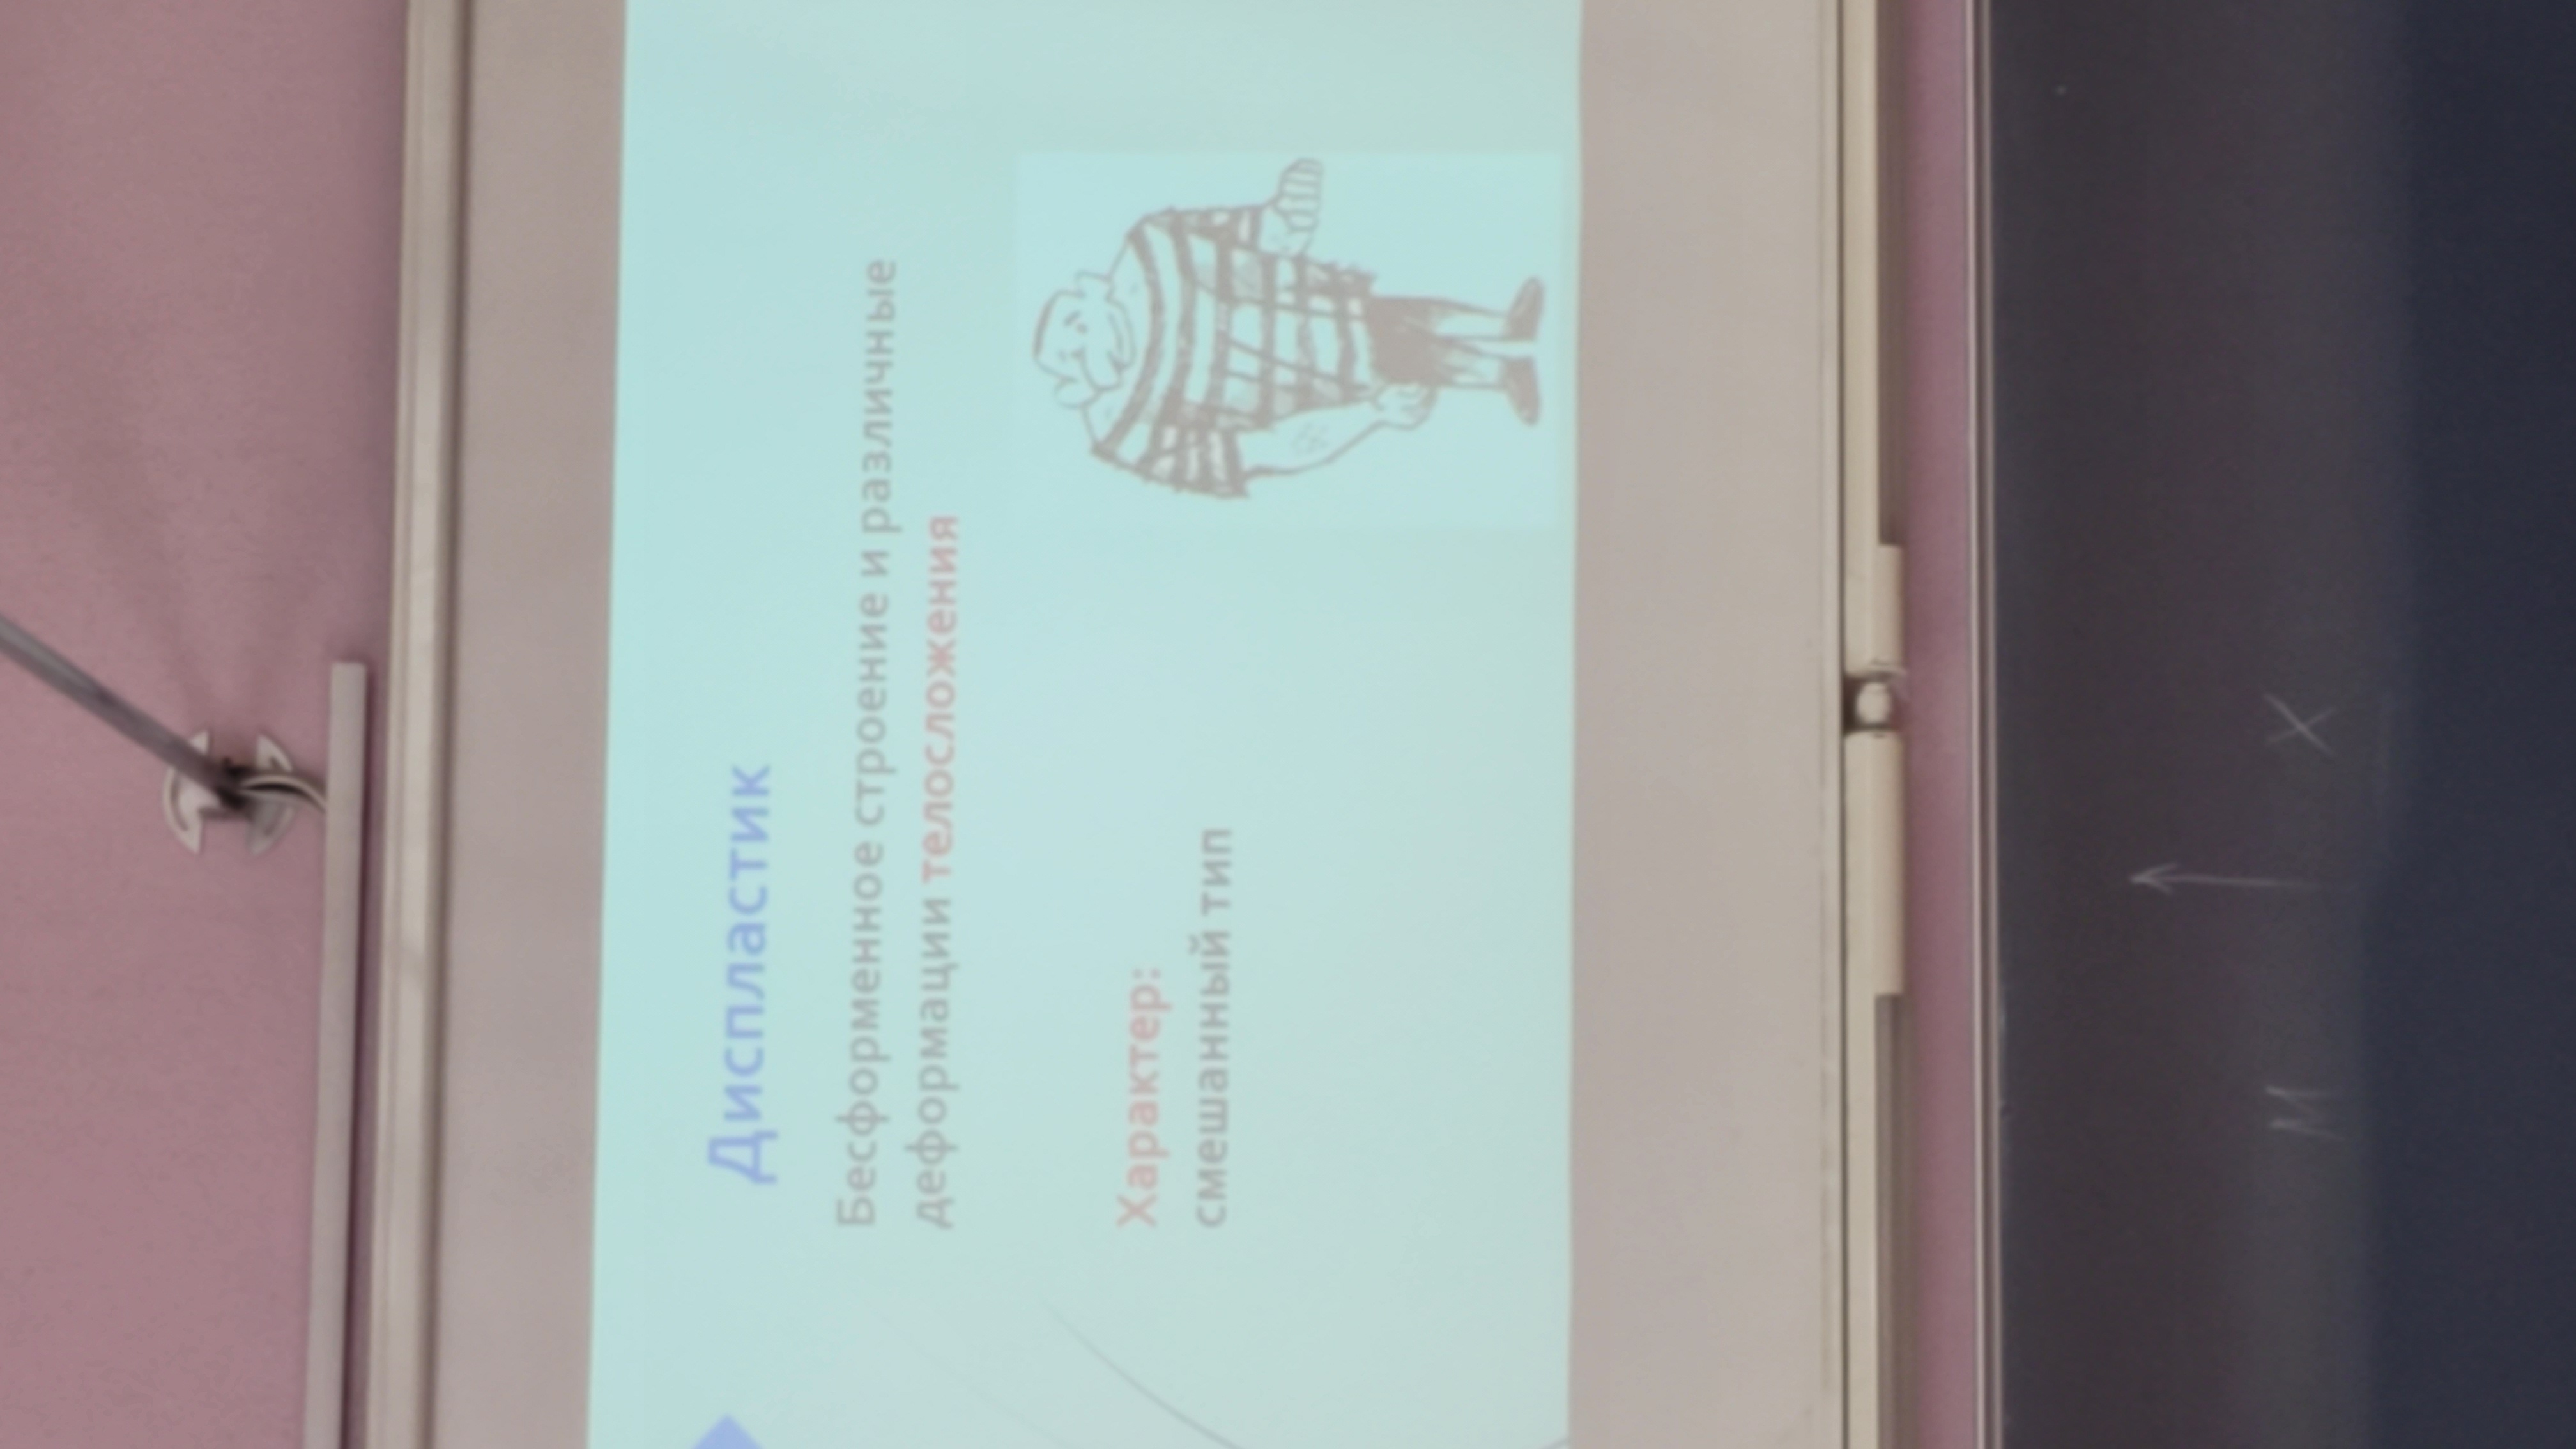 Диспластик
Бесформенное строение и различные
деформации телосложения
Характер:
смешанный тип
М Х